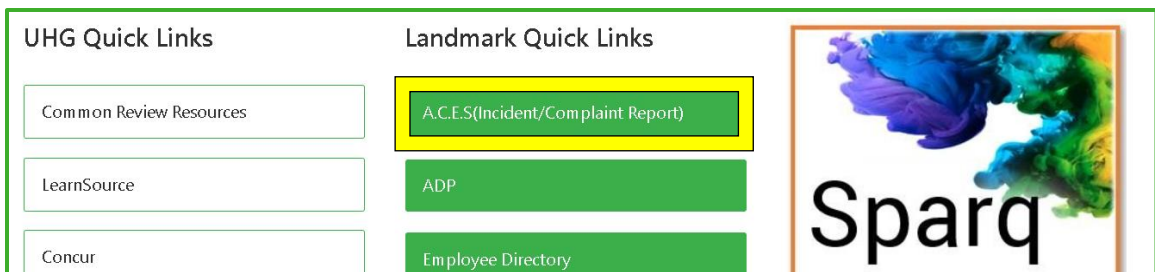 UHG Quick Links
Common Review Resources
LearnSource
Concur
Landmark Quick Links
A.C.E.S(Incident/Complaint Report)
ADP
Employee Directory
Sparq